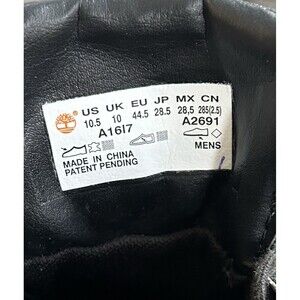 US UK EU JP MX CN
10.5 10 44.5 28.5 28.5 285(2.5)
A16I7 A2691
MENS
MADE IN CHINA
PATENT PENDING